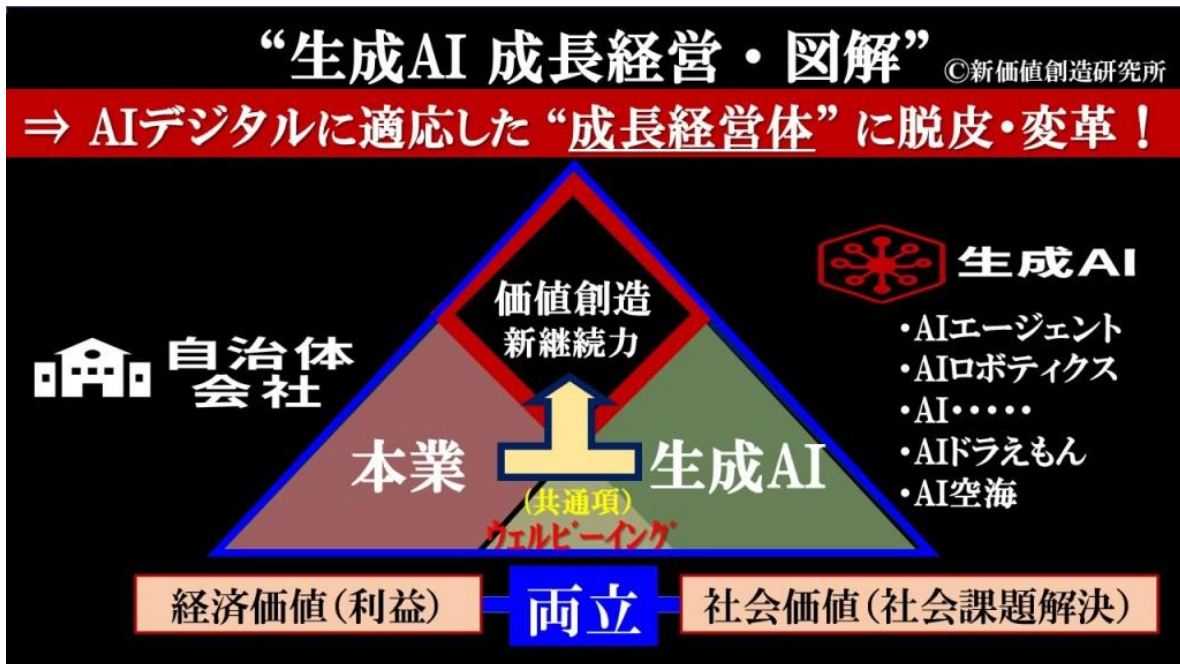 “生成AI 成長経営・図解”
©新価値創造研究所
⇒ AIデジタルに適応した “成長経営体” に脱皮・変革！
価値創造
新継続力
自治体
会社
本業
生成AI
(共通項)
ウェルビーイング
生成AI
・AIエージェント
・AIロボティクス
・AI・・・・・
・AIドラえもん
・AI空海
経済価値(利益)
両立
社会価値(社会課題解決)